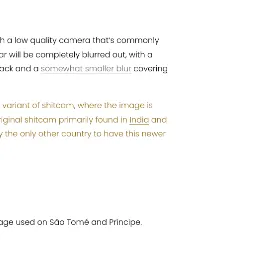 h a low quality camera that's commonly
ar will be completely blurred out, with a
ack and a somewhat smaller blur covering
variant of shitcam, where the image is
riginal shitcam primarily found in India and
y the only other country to have this newer
age used on São Tomé and Príncipe.